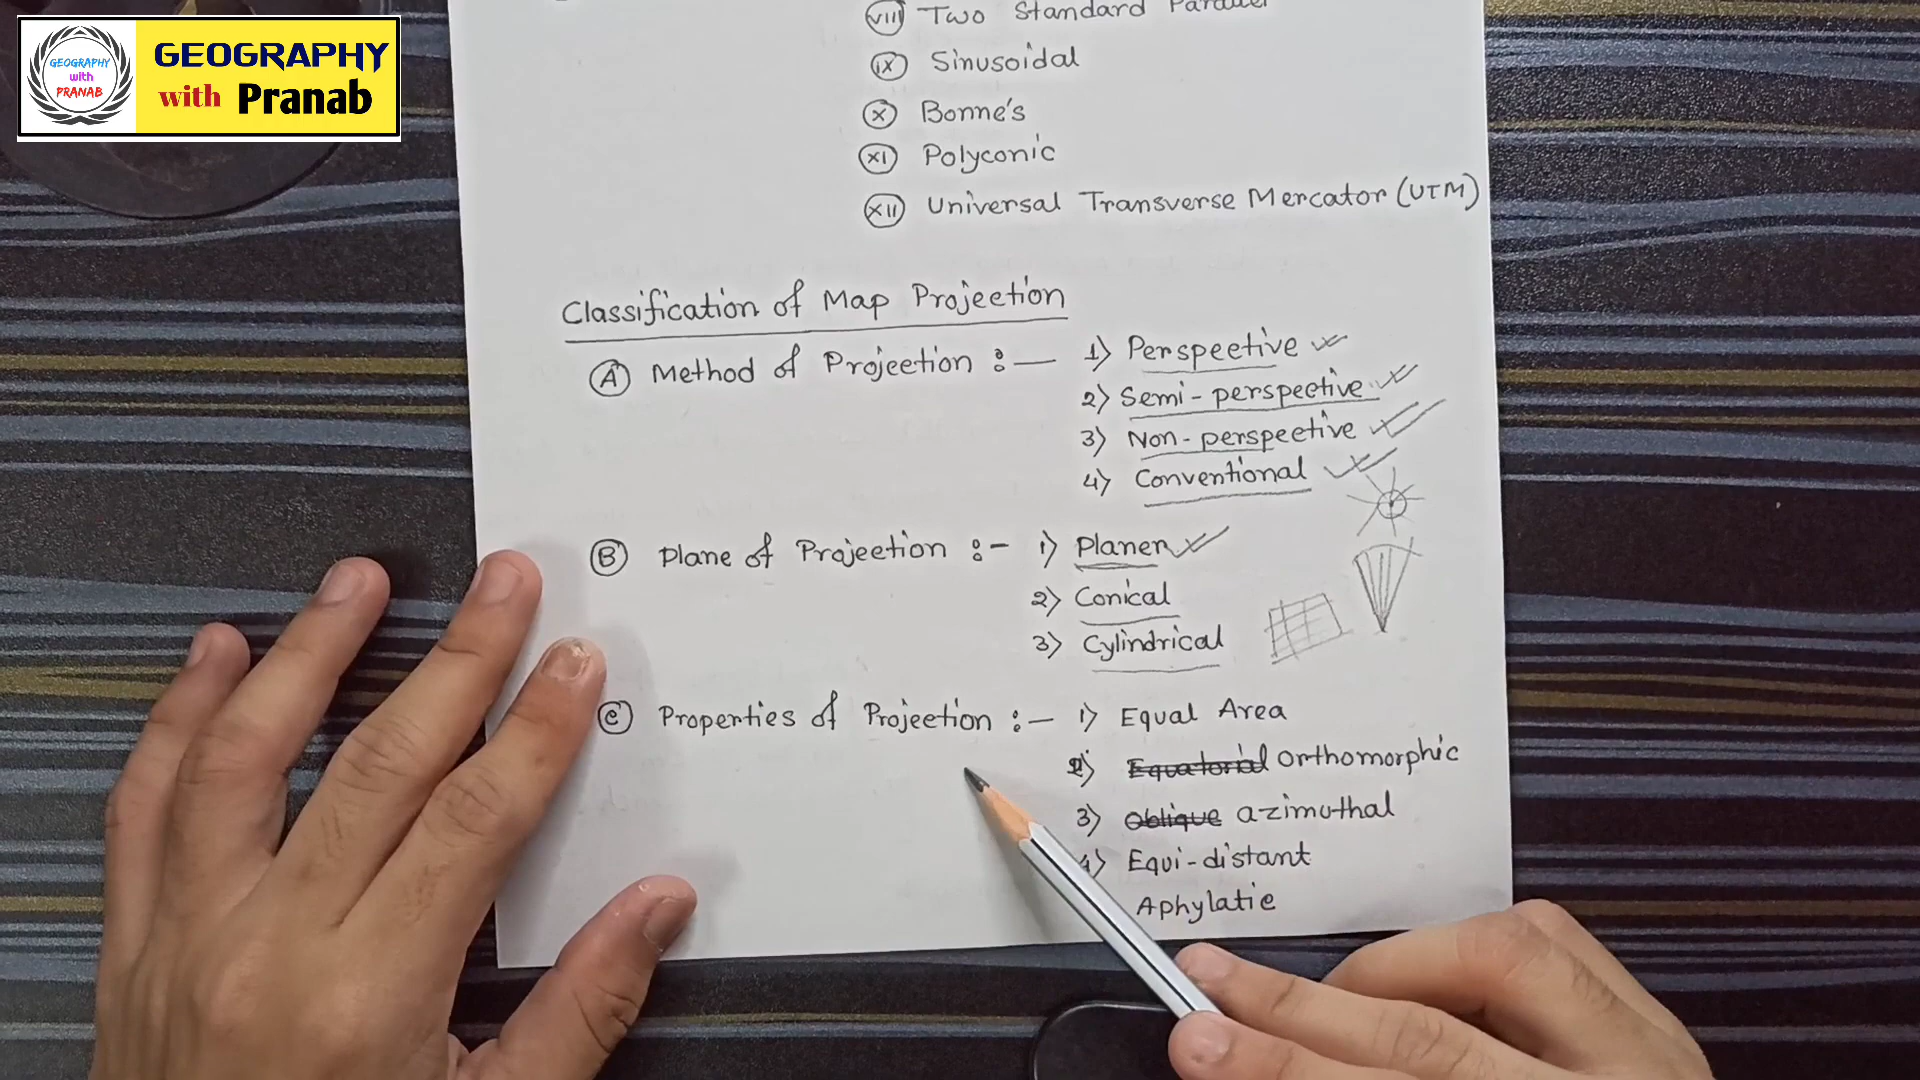 GEOGRAPHY
with
PRANAB
GEOGRAPHY
with Pranab
VIII Two Standard Parallel
IX Sinusoidal
X Bonne's
XI Polyconic
XII Universal Transverse Mercator (UTM)
Classification of Map Projection
A Method of Projection :— 1) Perspective
2) Semi-perspective
3) Non-perspective
4) Conventional
B Plane of Projection :- 1) Planer
2) Conical
3) Cylindrical
C Properties of Projection :— 1) Equal Area
2) Equatorial Orthomorphic
3) Oblique azimuthal
4) Equi-distant
Aphylatic